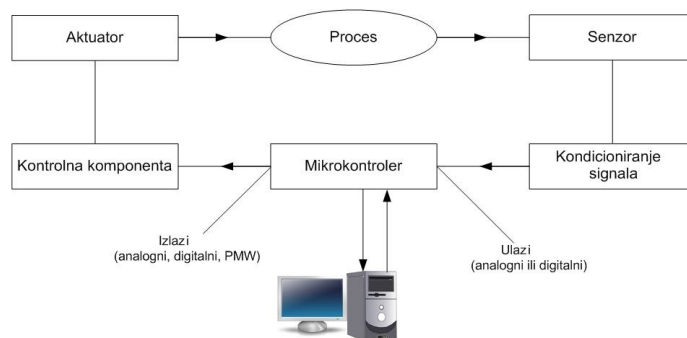 Aktuator
Proces
Senzor
Kontrolna komponenta
Mikrokontroler
Kondicioniranje
signala
Izlazi
(analogni, digitalni, PMW)
Ulazi
(analogni ili digitalni)